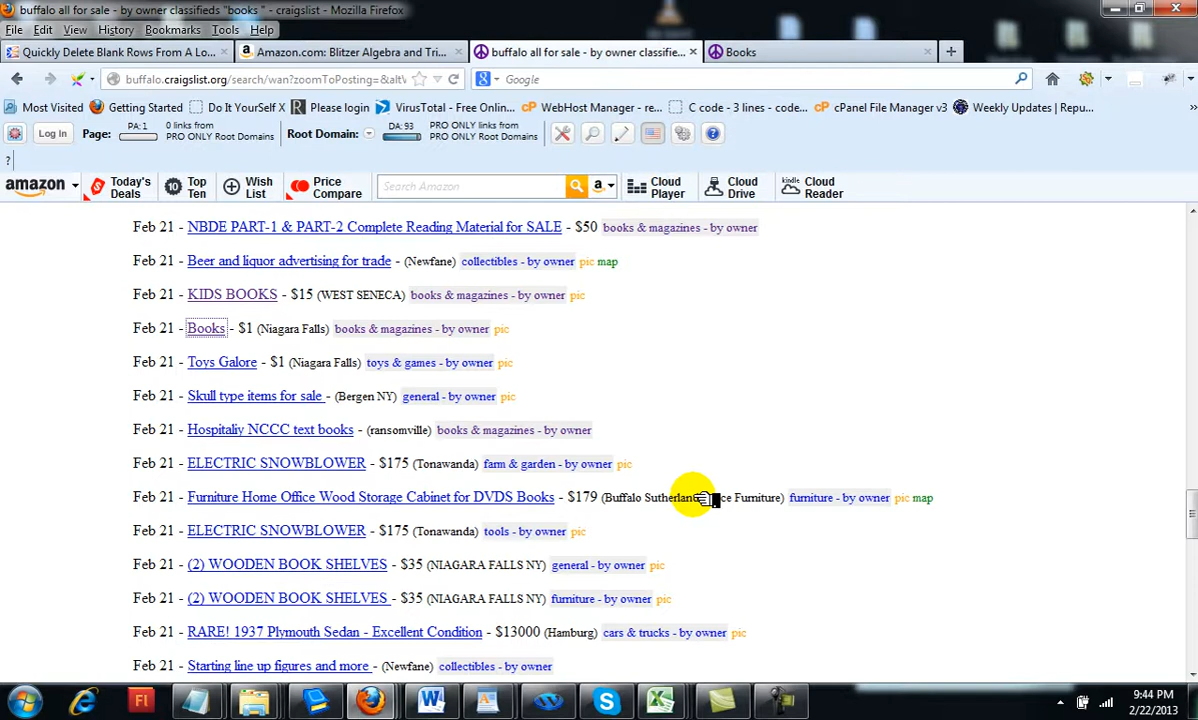 buffalo all for sale - by owner classifieds "books " - craigslist - Mozilla Firefox
File Edit View History Bookmarks Tools Help
Quickly Delete Blank Rows From A Lo... Amazon.com: Blitzer Algebra and Tri... buffalo all for sale - by owner classifie... Books
buffalo.craigslist.org/search/wan?zoomToPosting=&alt Google
Most Visited Getting Started Do It YourSelf X Please login VirusTotal - Free Onlin... WebHost Manager - re... C code - 3 lines - code... cPanel File Manager v3 Weekly Updates | Repu...
Log In Page: PA: 1 0 links from PRO ONLY Root Domains Root Domain: DA: 93 PRO ONLY links from PRO ONLY Root Domains
?
amazon Today's Deals Top Ten Wish List Price Compare Search Amazon Cloud Player Cloud Drive kindle Cloud Reader
Feb 21 - NBDE PART-1 & PART-2 Complete Reading Material for SALE - $50 books & magazines - by owner
Feb 21 - Beer and liquor advertising for trade - (Newfane) collectibles - by owner pic map
Feb 21 - KIDS BOOKS - $15 (WEST SENECA) books & magazines - by owner pic
Feb 21 - Books - $1 (Niagara Falls) books & magazines - by owner pic
Feb 21 - Toys Galore - $1 (Niagara Falls) toys & games - by owner pic
Feb 21 - Skull type items for sale - (Bergen NY) general - by owner pic
Feb 21 - Hospitaliy NCCC text books - (ransomville) books & magazines - by owner
Feb 21 - ELECTRIC SNOWBLOWER - $175 (Tonawanda) farm & garden - by owner pic
Feb 21 - Furniture Home Office Wood Storage Cabinet for DVDS Books - $179 (Buffalo Furniture) furniture - by owner pic map
Feb 21 - ELECTRIC SNOWBLOWER - $175 (Tonawanda) tools - by owner pic
Feb 21 - (2) WOODEN BOOK SHELVES - $35 (NIAGARA FALLS NY) general - by owner pic
Feb 21 - (2) WOODEN BOOK SHELVES - $35 (NIAGARA FALLS NY) furniture - by owner pic
Feb 21 - RARE! 1937 Plymouth Sedan - Excellent Condition - $13000 (Hamburg) cars & trucks - by owner pic
Feb 21 - Starting line up figures and more - (Newfane) collectibles - by owner
9:44 PM
2/22/2013